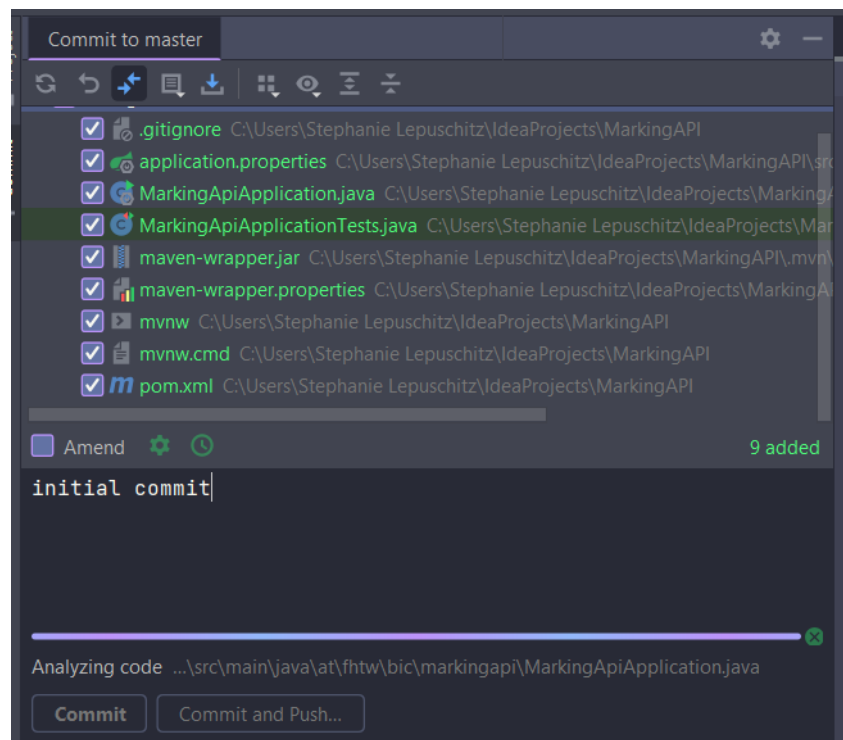 Commit to master
.gitignore C:\Users\Stephanie Lepuschitz\IdeaProjects\MarkingAPI
application.properties C:\Users\Stephanie Lepuschitz\IdeaProjects\MarkingAPI\src
MarkingApiApplication.java C:\Users\Stephanie Lepuschitz\IdeaProjects\Marking
MarkingApiApplicationTests.java C:\Users\Stephanie Lepuschitz\IdeaProjects\Mar
maven-wrapper.jar C:\Users\Stephanie Lepuschitz\IdeaProjects\MarkingAPI\.mvn\
maven-wrapper.properties C:\Users\Stephanie Lepuschitz\IdeaProjects\MarkingA
mvnw C:\Users\Stephanie Lepuschitz\IdeaProjects\MarkingAPI
mvnw.cmd C:\Users\Stephanie Lepuschitz\IdeaProjects\MarkingAPI
pom.xml C:\Users\Stephanie Lepuschitz\IdeaProjects\MarkingAPI
Amend 9 added
initial commit
Analyzing code ...\src\main\java\at\fhtw\bic\markingapi\MarkingApiApplication.java
Commit Commit and Push...